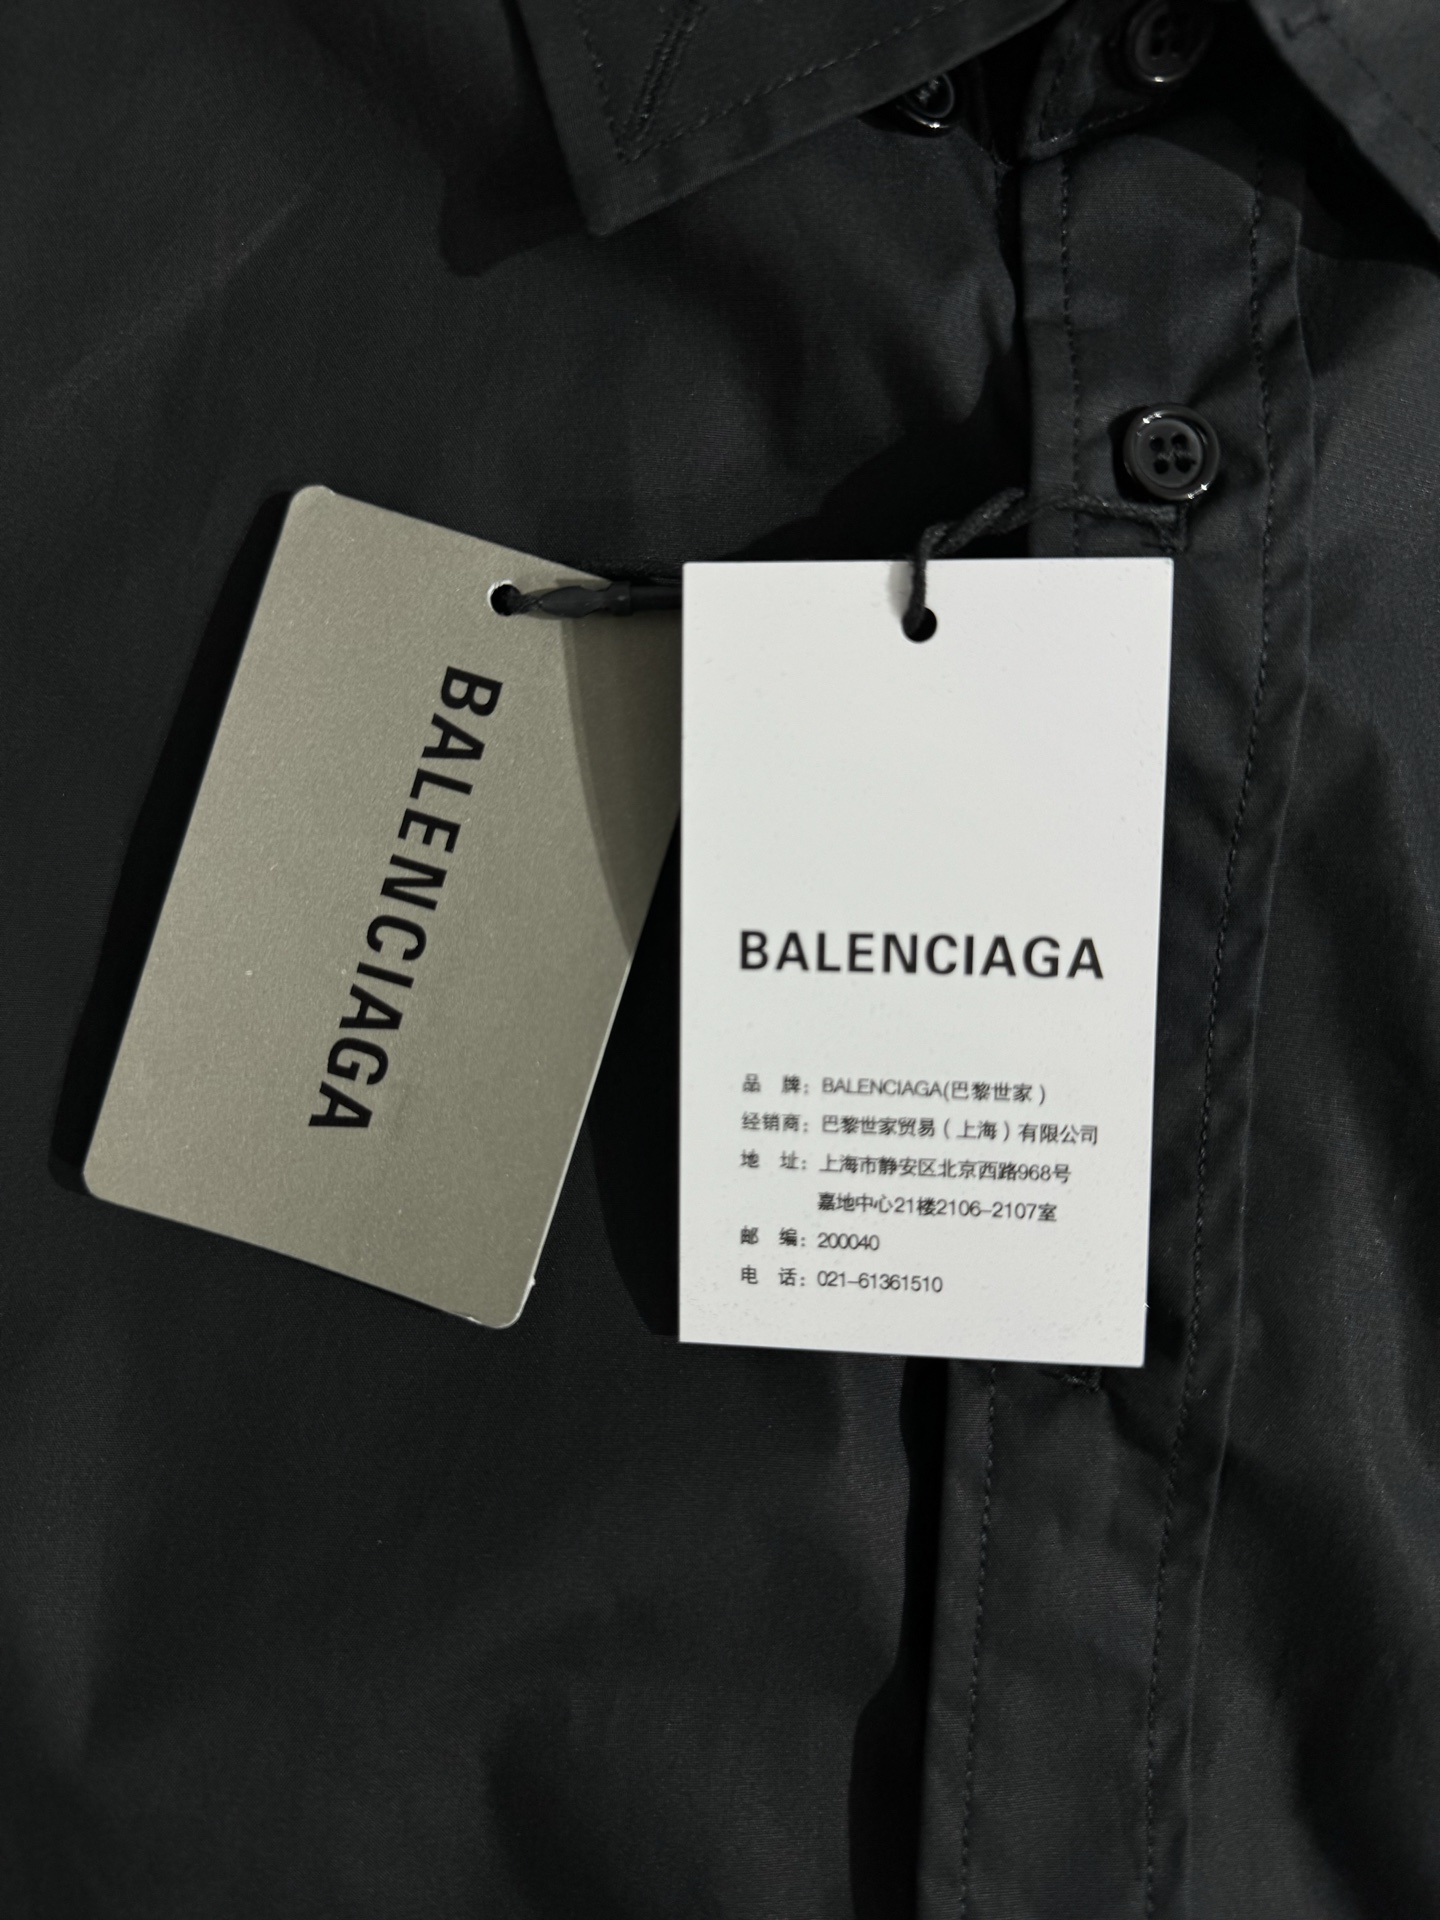 BALENCIAGA
BALENCIAGA
品 牌：BALENCIAGA(巴黎世家）
经销商：巴黎世家贸易（上海）有限公司
地 址：上海市静安区北京西路968号
嘉地中心21楼2106-2107室
邮 编：200040
电 话：021-61361510